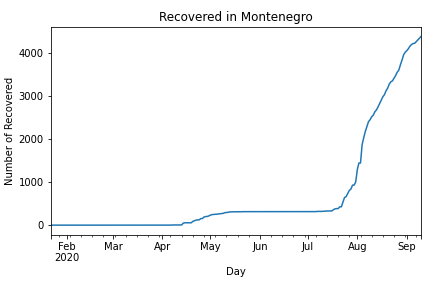 Recovered in Montenegro
Number of Recovered
4000
3000
2000
1000
0
Feb Mar Apr May Jun Jul Aug Sep
2020
Day